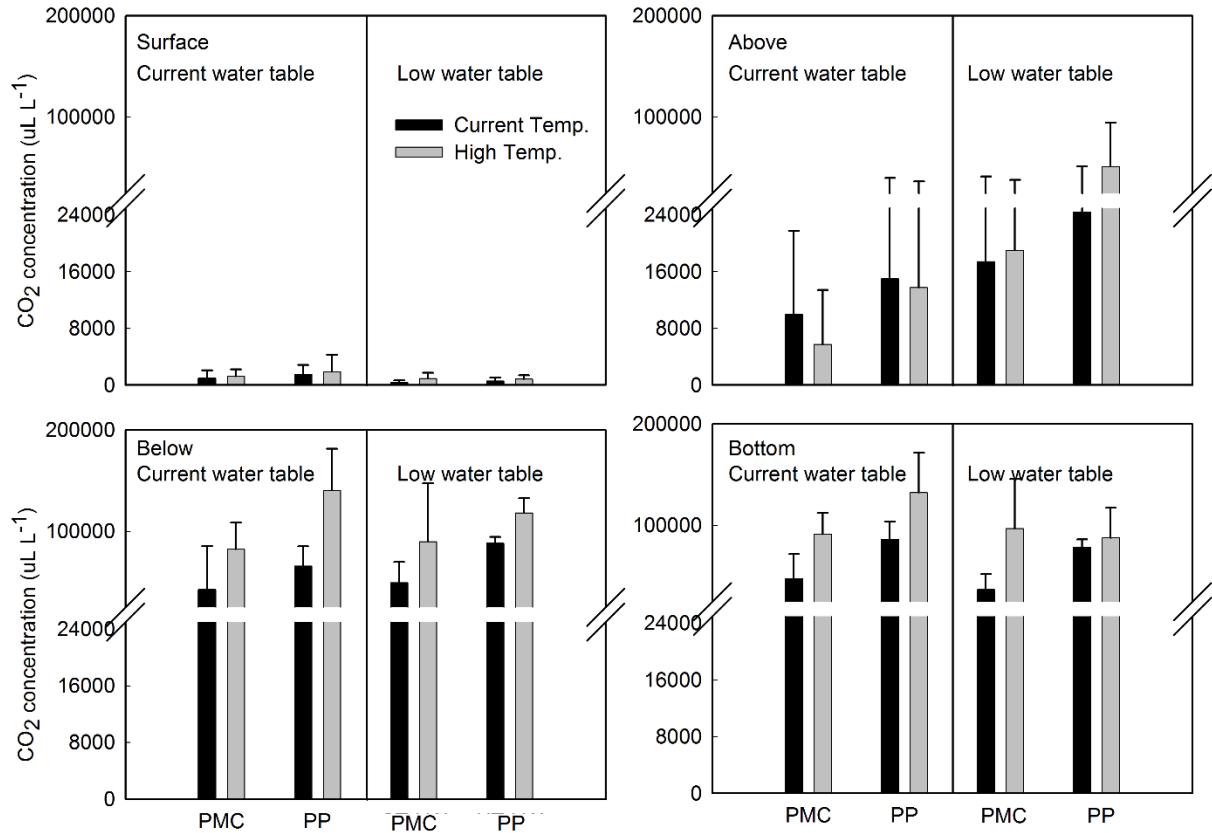 200000
100000
24000
16000
8000
0
CO2 concentration (uL L-1)
Surface
Current water table
Low water table
Current Temp.
High Temp.
200000
100000
24000
16000
8000
0
Above
Current water table
Low water table
200000
100000
24000
16000
8000
0
CO2 concentration (uL L-1)
Below
Current water table
Low water table
PMC PP PMC PP
200000
100000
24000
16000
8000
0
Bottom
Current water table
Low water table
PMC PP PMC PP